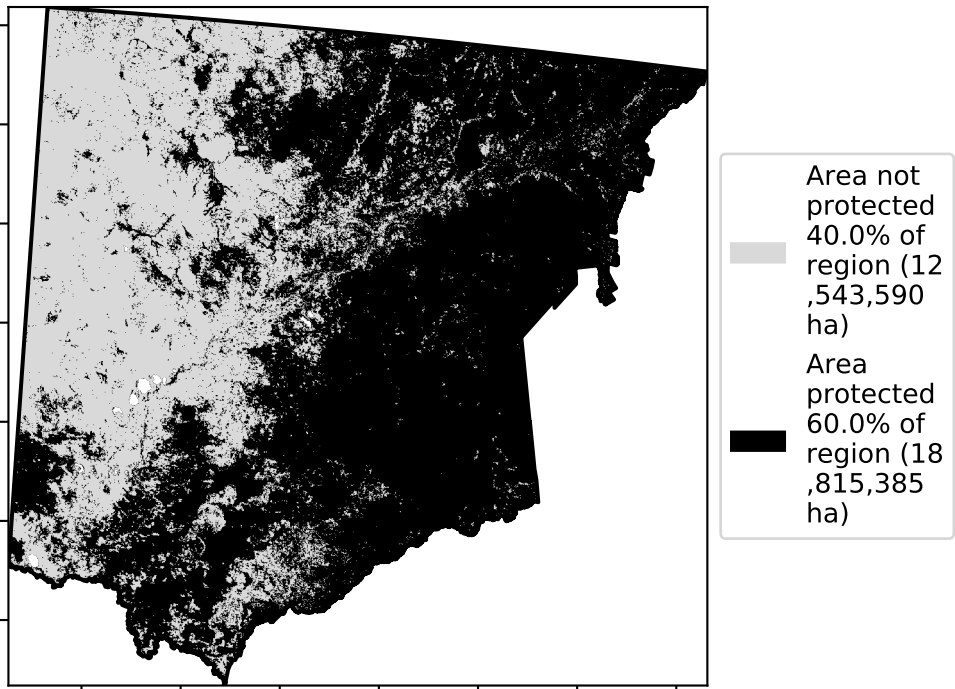 Area not
protected
40.0% of
region (12
,543,590
ha)
Area
protected
60.0% of
region (18
,815,385
ha)